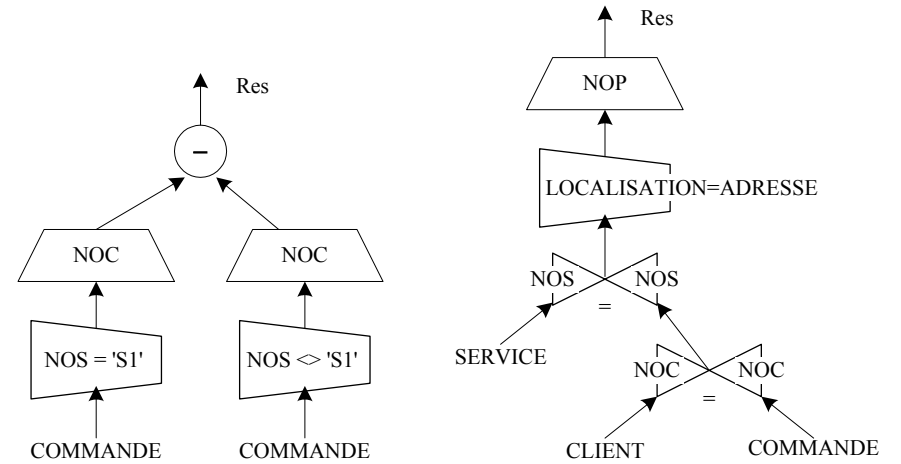 Res
–
NOC
NOC
NOS = 'S1'
NOS <> 'S1'
COMMANDE
COMMANDE
Res
NOP
LOCALISATION=ADRESSE
NOS
NOS
=
SERVICE
NOC
NOC
=
CLIENT
COMMANDE